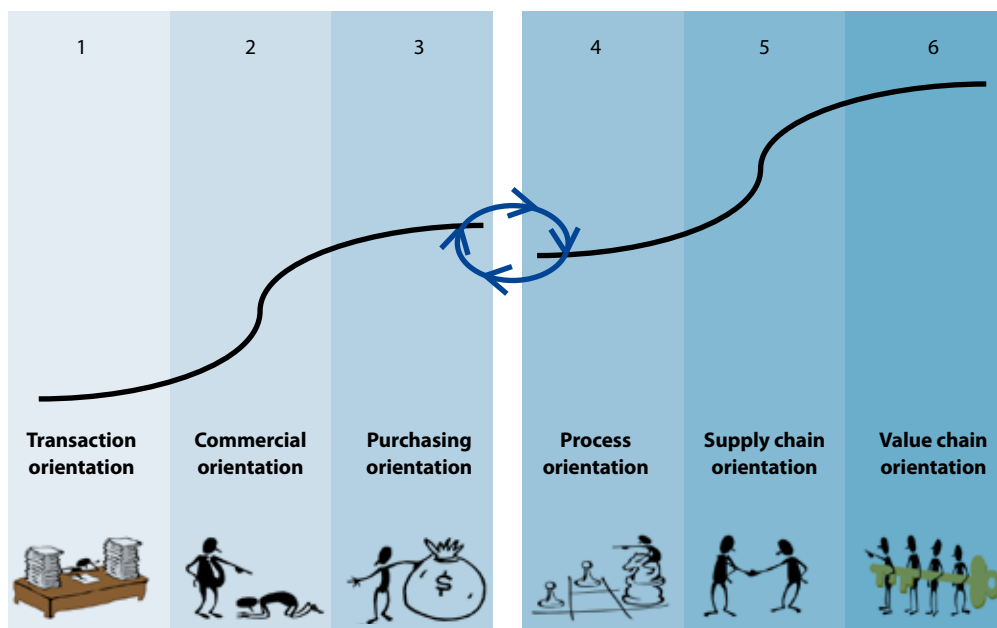 1
2
3
4
5
6
Transaction
orientation
Commercial
orientation
Purchasing
orientation
Process
orientation
Supply chain
orientation
Value chain
orientation
$